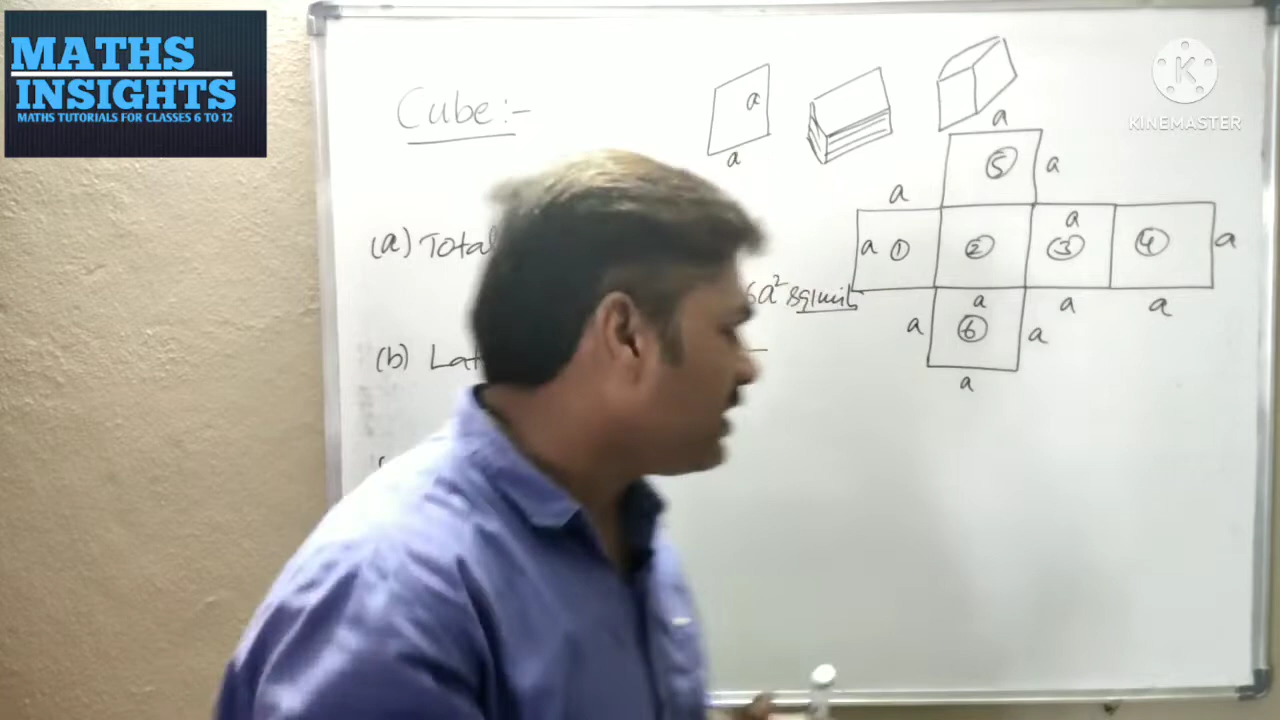 MATHS
INSIGHTS
MATHS TUTORIALS FOR CLASSES 6 TO 12
K
KINEMASTER
Cube:-
a
a
a
⑤ a
a
a ① ② a ③ ④ a
(a) Total
6a² sq unit
a a a
a ⑥ a
a
(b) Lat